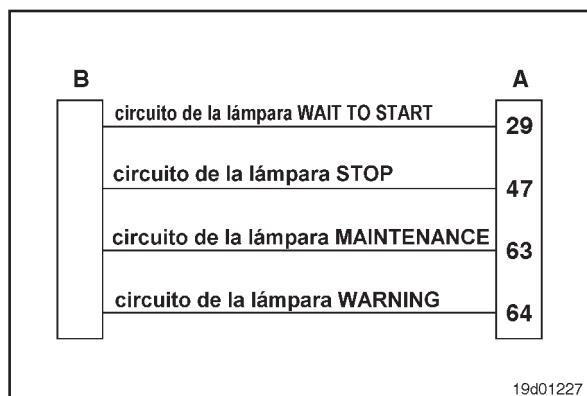 B A
circuito de la lámpara WAIT TO START 29
circuito de la lámpara STOP 47
circuito de la lámpara MAINTENANCE 63
circuito de la lámpara WARNING 64
19d01227